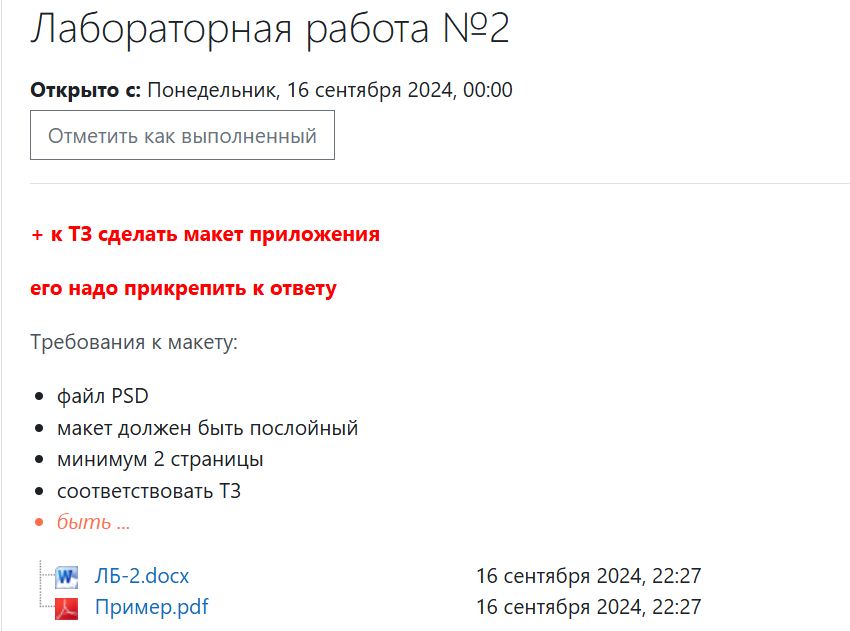 Лабораторная работа №2
Открыто с: Понедельник, 16 сентября 2024, 00:00
Отметить как выполненный
+ к ТЗ сделать макет приложения
его надо прикрепить к ответу
Требования к макету:
файл PSD
макет должен быть послойный
минимум 2 страницы
соответствовать ТЗ
быть ...
ЛБ-2.docx 16 сентября 2024, 22:27
Пример.pdf 16 сентября 2024, 22:27